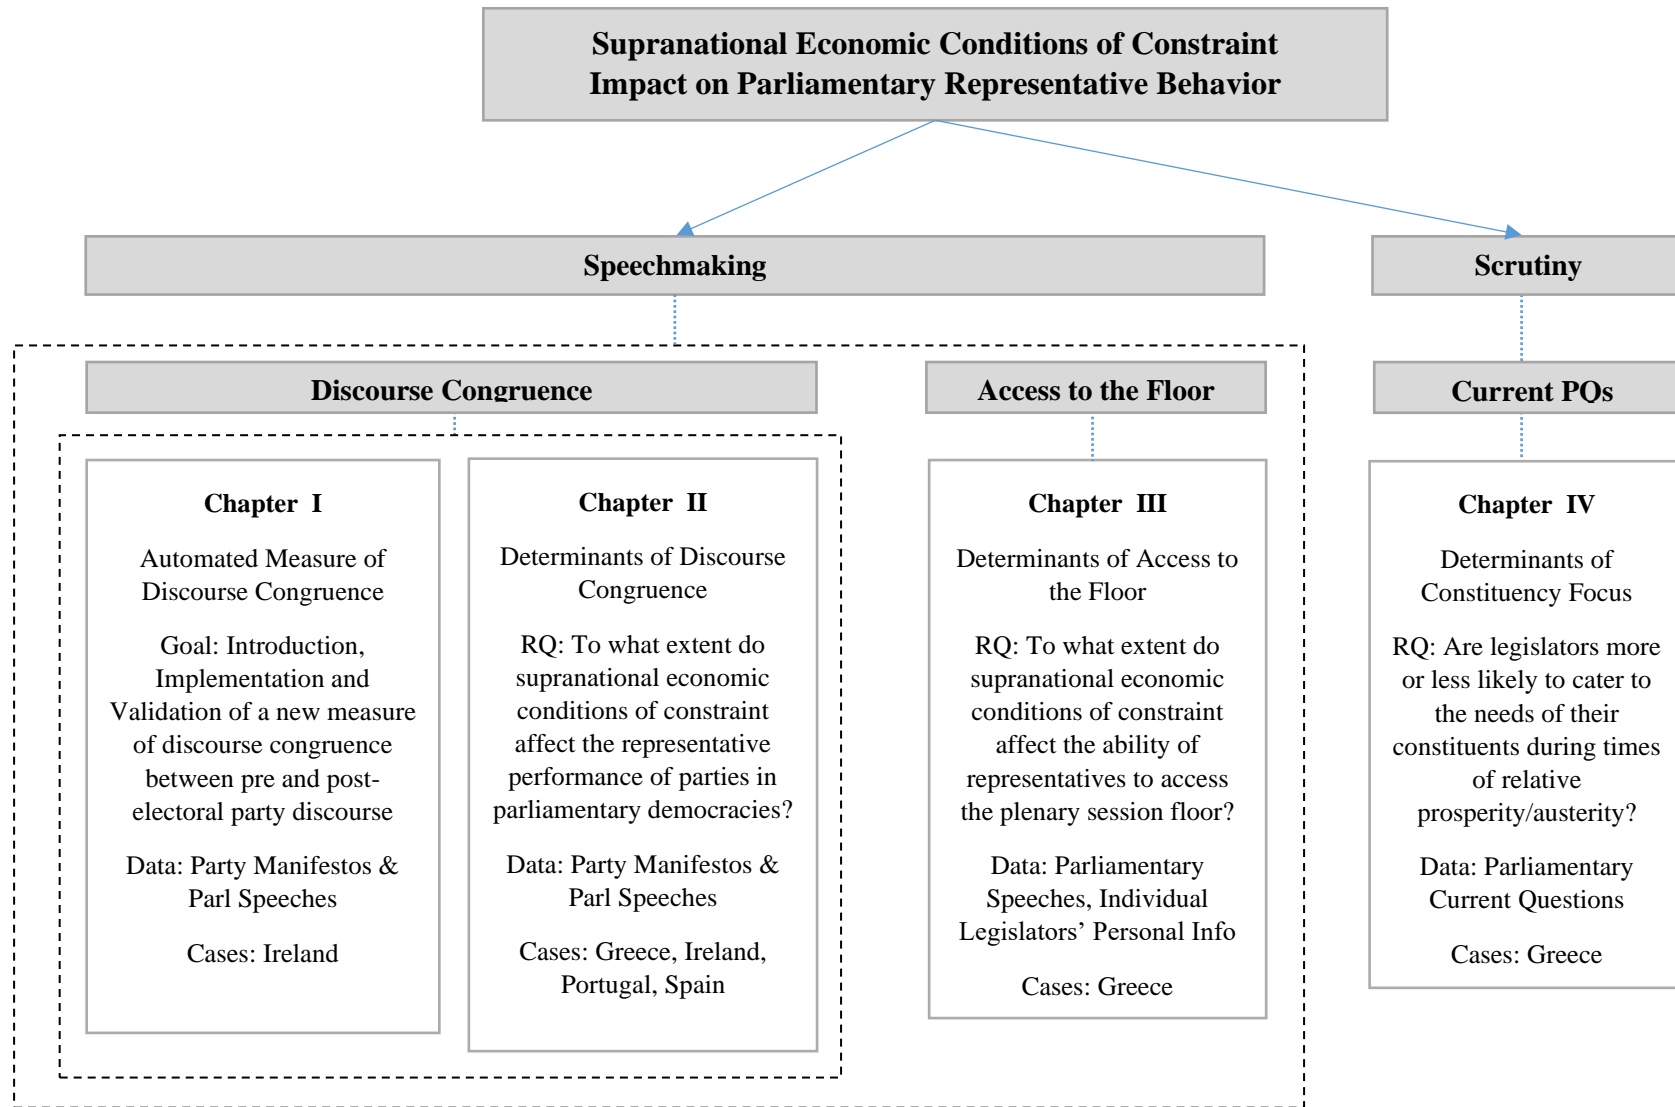 Supranational Economic Conditions of Constraint
Impact on Parliamentary Representative Behavior
Speechmaking
Scrutiny
Discourse Congruence
Access to the Floor
Current PQs
Chapter I
Automated Measure of
Discourse Congruence
Goal: Introduction,
Implementation and
Validation of a new measure
of discourse congruence
between pre and post-
electoral party discourse
Data: Party Manifestos &
Parl Speeches
Cases: Ireland
Chapter II
Determinants of Discourse
Congruence
RQ: To what extent do
supranational economic
conditions of constraint
affect the representative
performance of parties in
parliamentary democracies?
Data: Party Manifestos &
Parl Speeches
Cases: Greece, Ireland,
Portugal, Spain
Chapter III
Determinants of Access to
the Floor
RQ: To what extent do
supranational economic
conditions of constraint
affect the ability of
representatives to access
the plenary session floor?
Data: Parliamentary
Speeches, Individual
Legislators’ Personal Info
Cases: Greece
Chapter IV
Determinants of
Constituency Focus
RQ: Are legislators more
or less likely to cater to
the needs of their
constituents during times
of relative
prosperity/austerity?
Data: Parliamentary
Current Questions
Cases: Greece